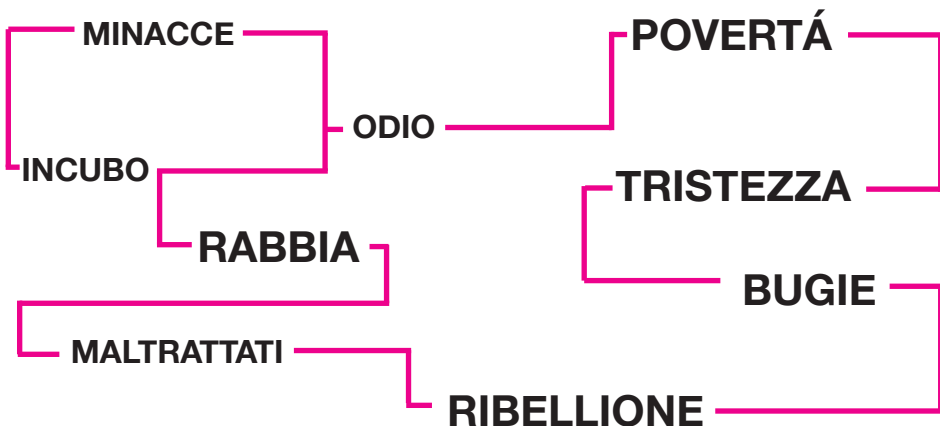 MINACCE
POVERTÁ
ODIO
INCUBO
TRISTEZZA
RABBIA
BUGIE
MALTRATTATI
RIBELLIONE